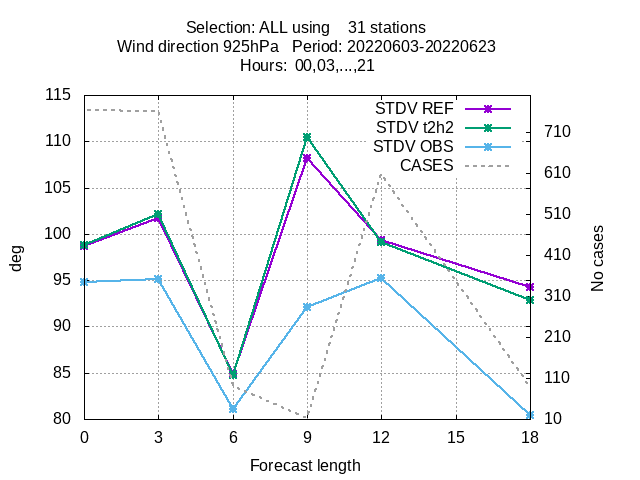 Selection: ALL using    31 stations
Wind direction 925hPa   Period: 20220603-20220623
Hours:  00,03,...,21
STDV REF
STDV t2h2
STDV OBS
CASES
115
110
105
100
95
90
85
80
710
610
510
410
310
210
110
10
deg
No cases
0 3 6 9 12 15 18
Forecast length